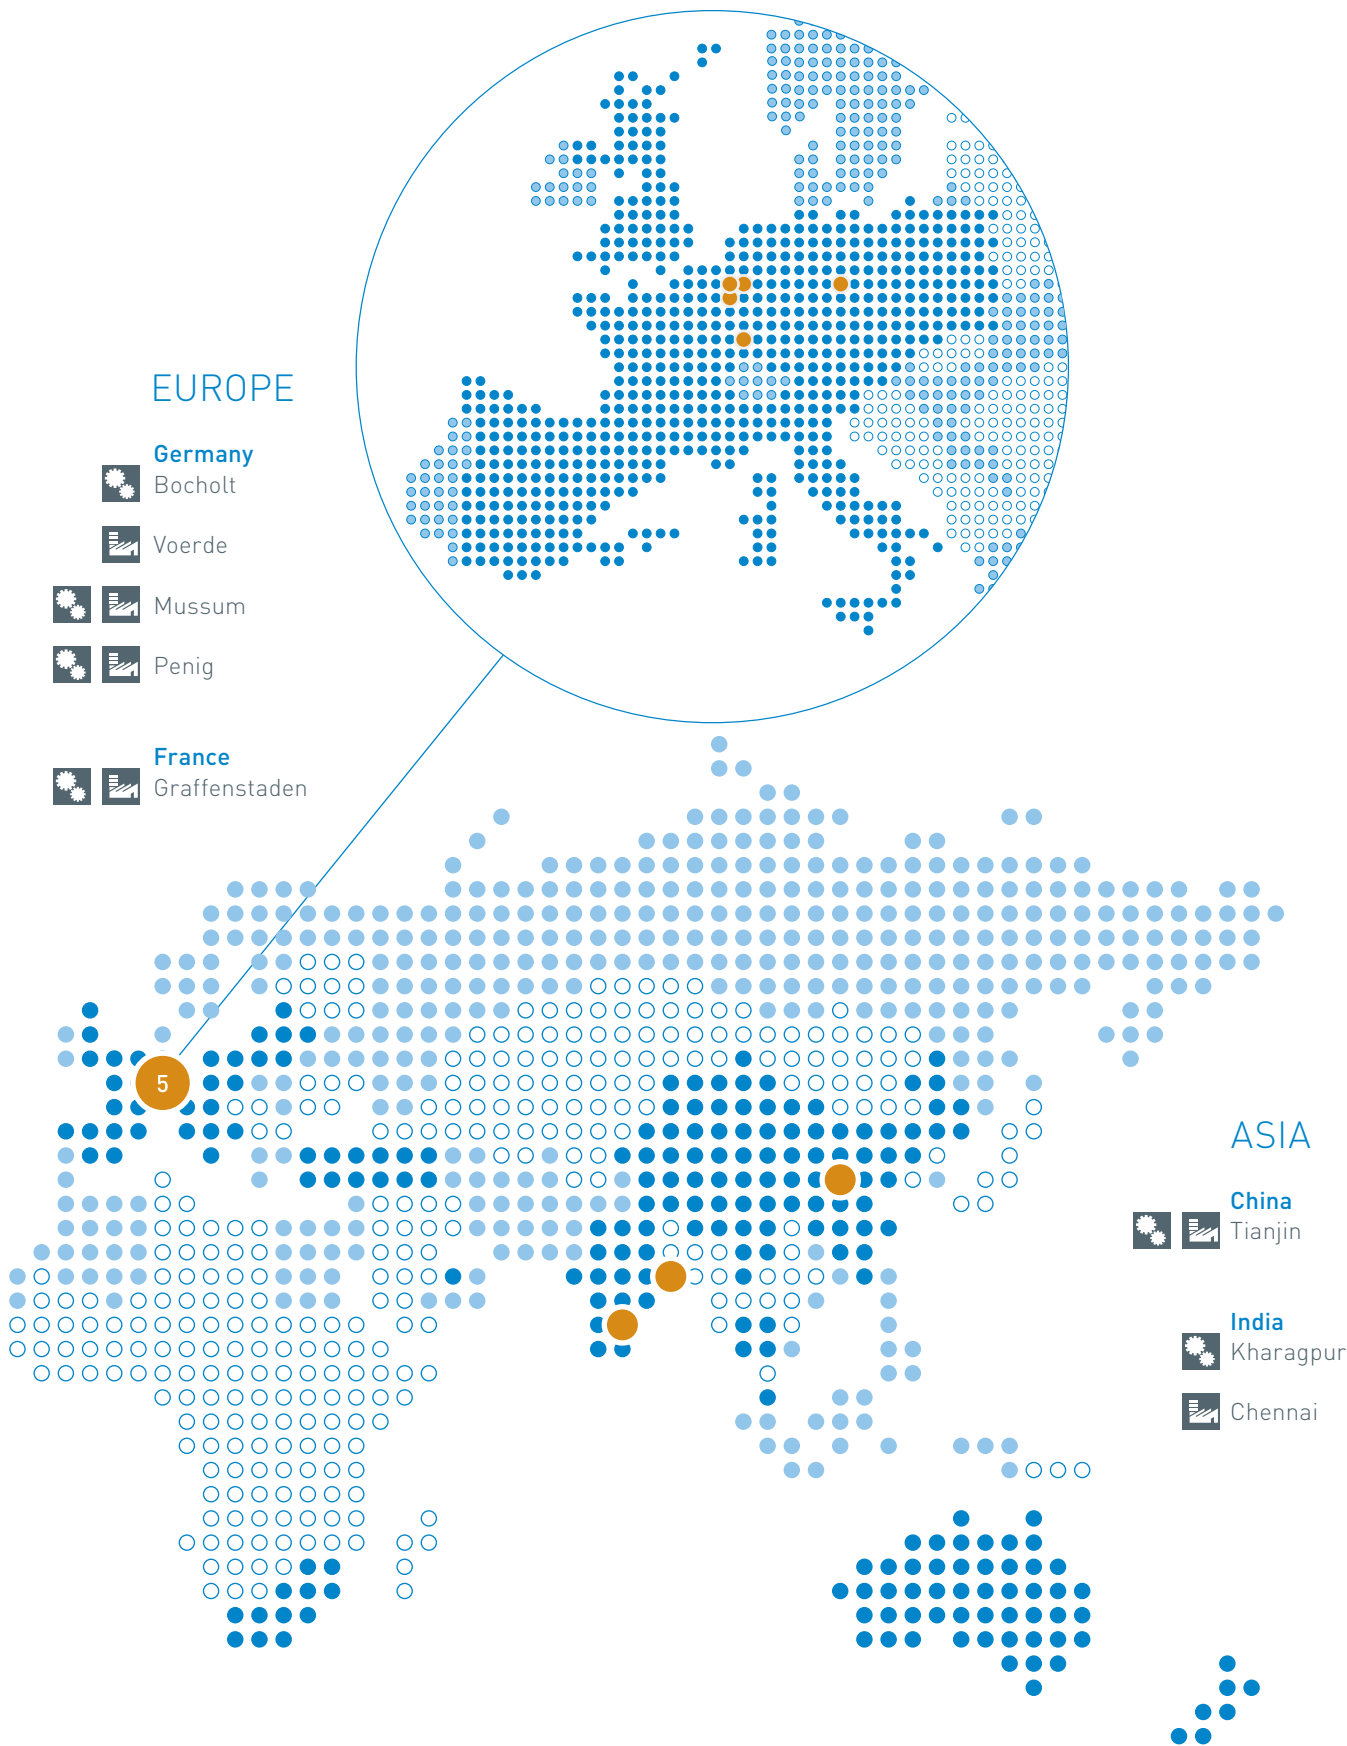 EUROPE
Germany
Bocholt
Voerde
Mussum
Penig
France
Graffenstaden
5
ASIA
China
Tianjin
India
Kharagpur
Chennai